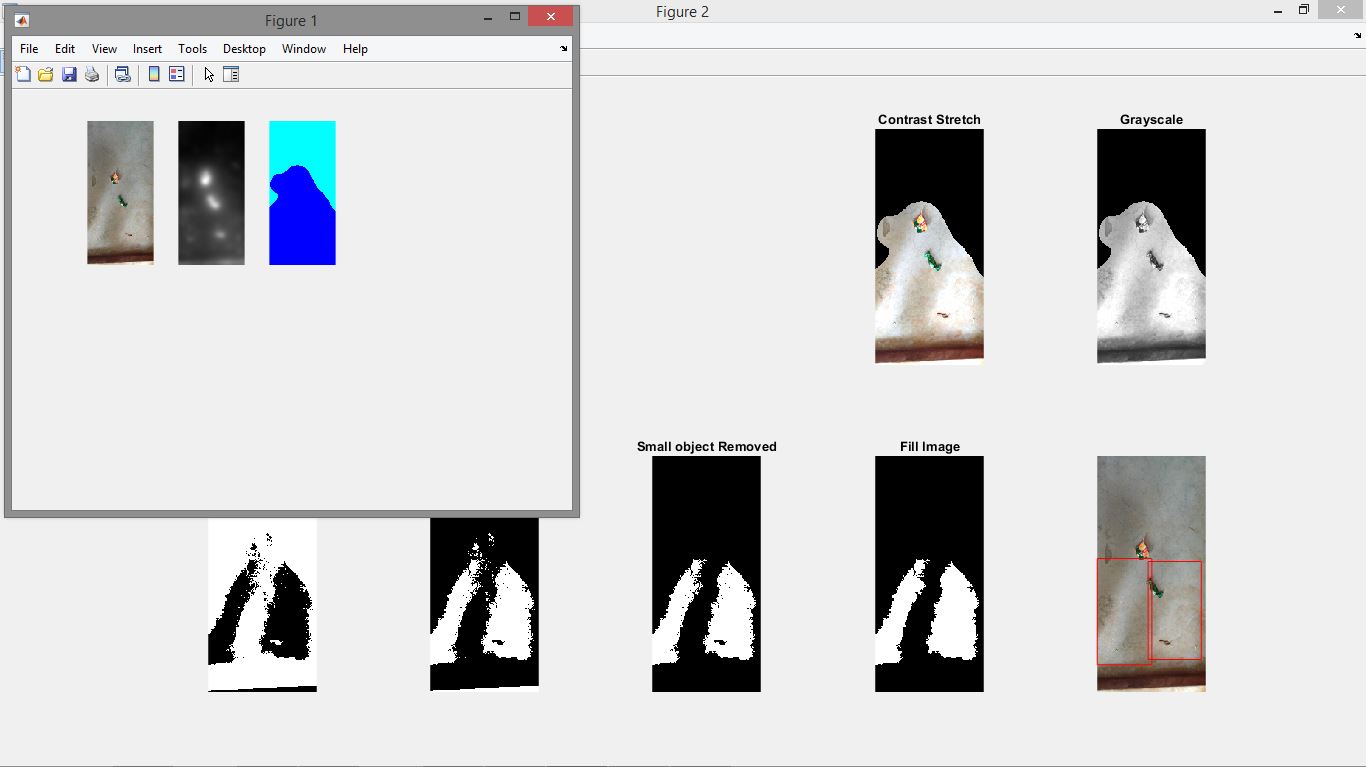 Figure 1
Figure 2
File Edit View Insert Tools Desktop Window Help
Contrast Stretch
Grayscale
Small object Removed
Fill Image